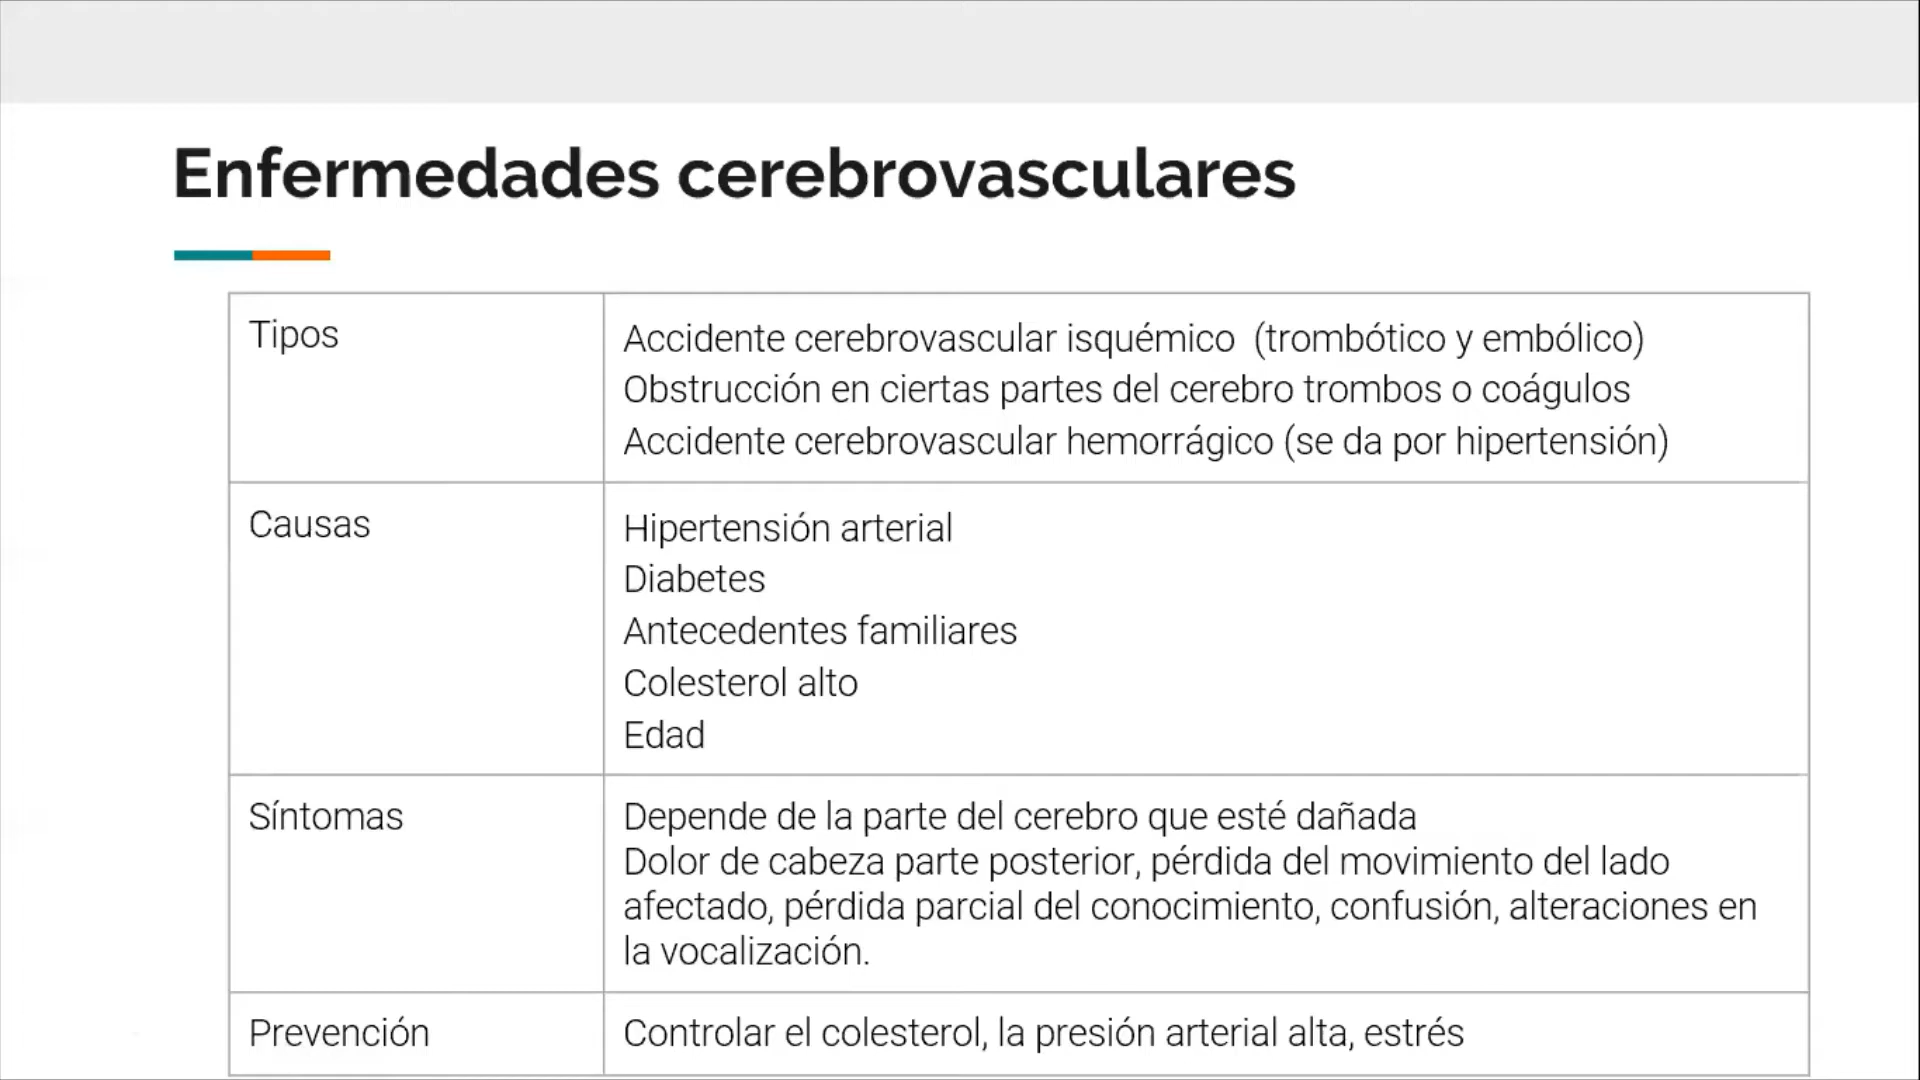 Enfermedades cerebrovasculares
Tipos
Accidente cerebrovascular isquémico (trombótico y embólico)
Obstrucción en ciertas partes del cerebro trombos o coágulos
Accidente cerebrovascular hemorrágico (se da por hipertensión)
Causas
Hipertensión arterial
Diabetes
Antecedentes familiares
Colesterol alto
Edad
Síntomas
Depende de la parte del cerebro que esté dañada
Dolor de cabeza parte posterior, pérdida del movimiento del lado
afectado, pérdida parcial del conocimiento, confusión, alteraciones en
la vocalización.
Prevención
Controlar el colesterol, la presión arterial alta, estrés